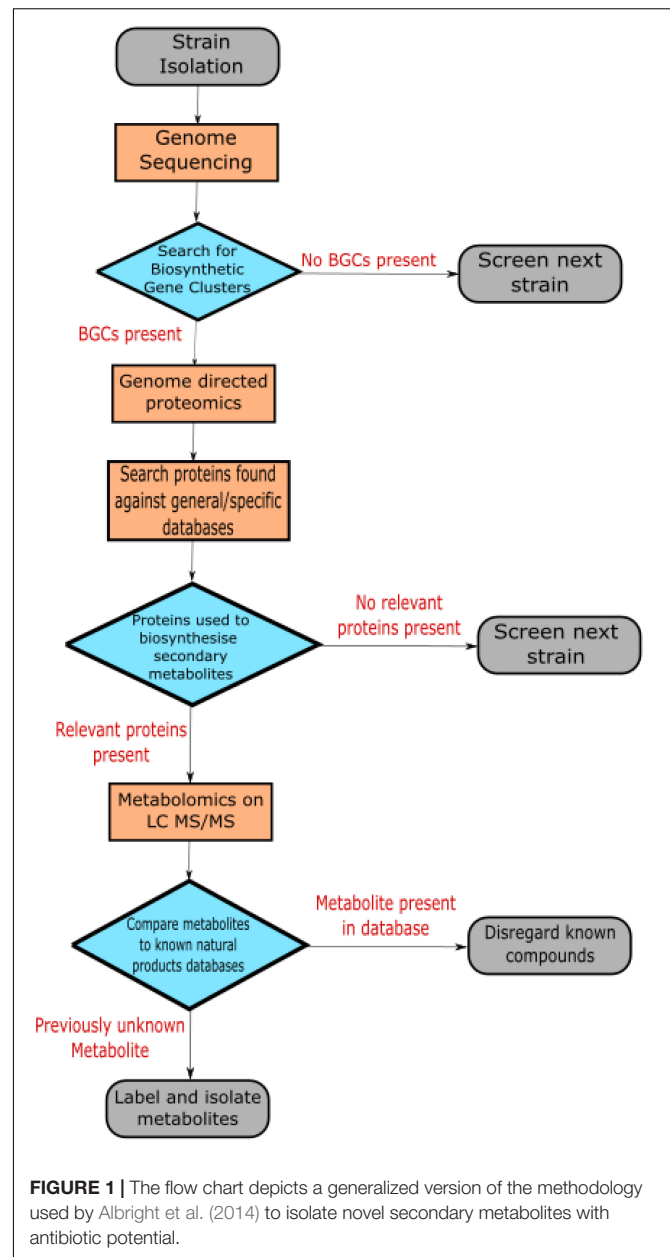 Strain
Isolation
Genome
Sequencing
Search for
Biosynthetic
Gene Clusters
No BGCs present
Screen next
strain
BGCs present
Genome directed
proteomics
Search proteins found
against general/specific
databases
Proteins used to
biosynthesise
secondary
metabolites
No relevant
proteins present
Screen next
strain
Relevant proteins
present
Metabolomics on
LC MS/MS
Compare metabolites
to known natural
products databases
Metabolite present
in database
Disregard known
compounds
Previously unknown
Metabolite
Label and isolate
metabolites
FIGURE 1 | The flow chart depicts a generalized version of the methodology
used by Albright et al. (2014) to isolate novel secondary metabolites with
antibiotic potential.